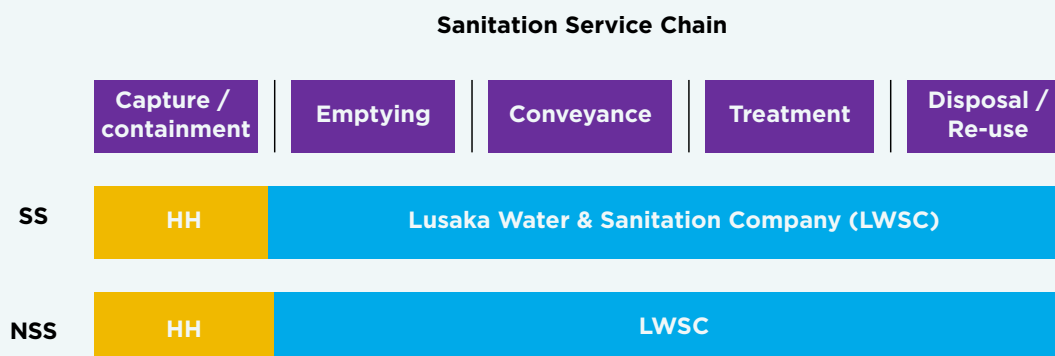 Sanitation Service Chain
Capture /
containment
Emptying
Conveyance
Treatment
Disposal /
Re-use
SS
HH
Lusaka Water & Sanitation Company (LWSC)
NSS
HH
LWSC